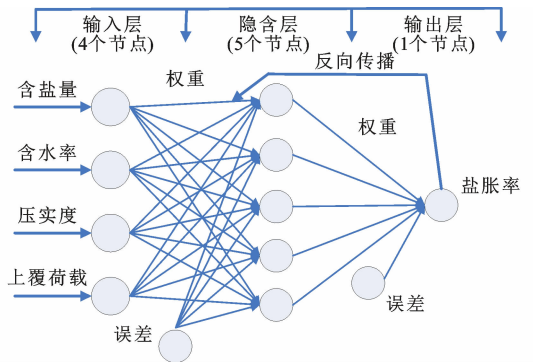 输入层
(4个节点)
隐含层
(5个节点)
输出层
(1个节点)
反向传播
权重
权重
含盐量
含水率
压实度
上覆荷载
盐胀率
误差
误差